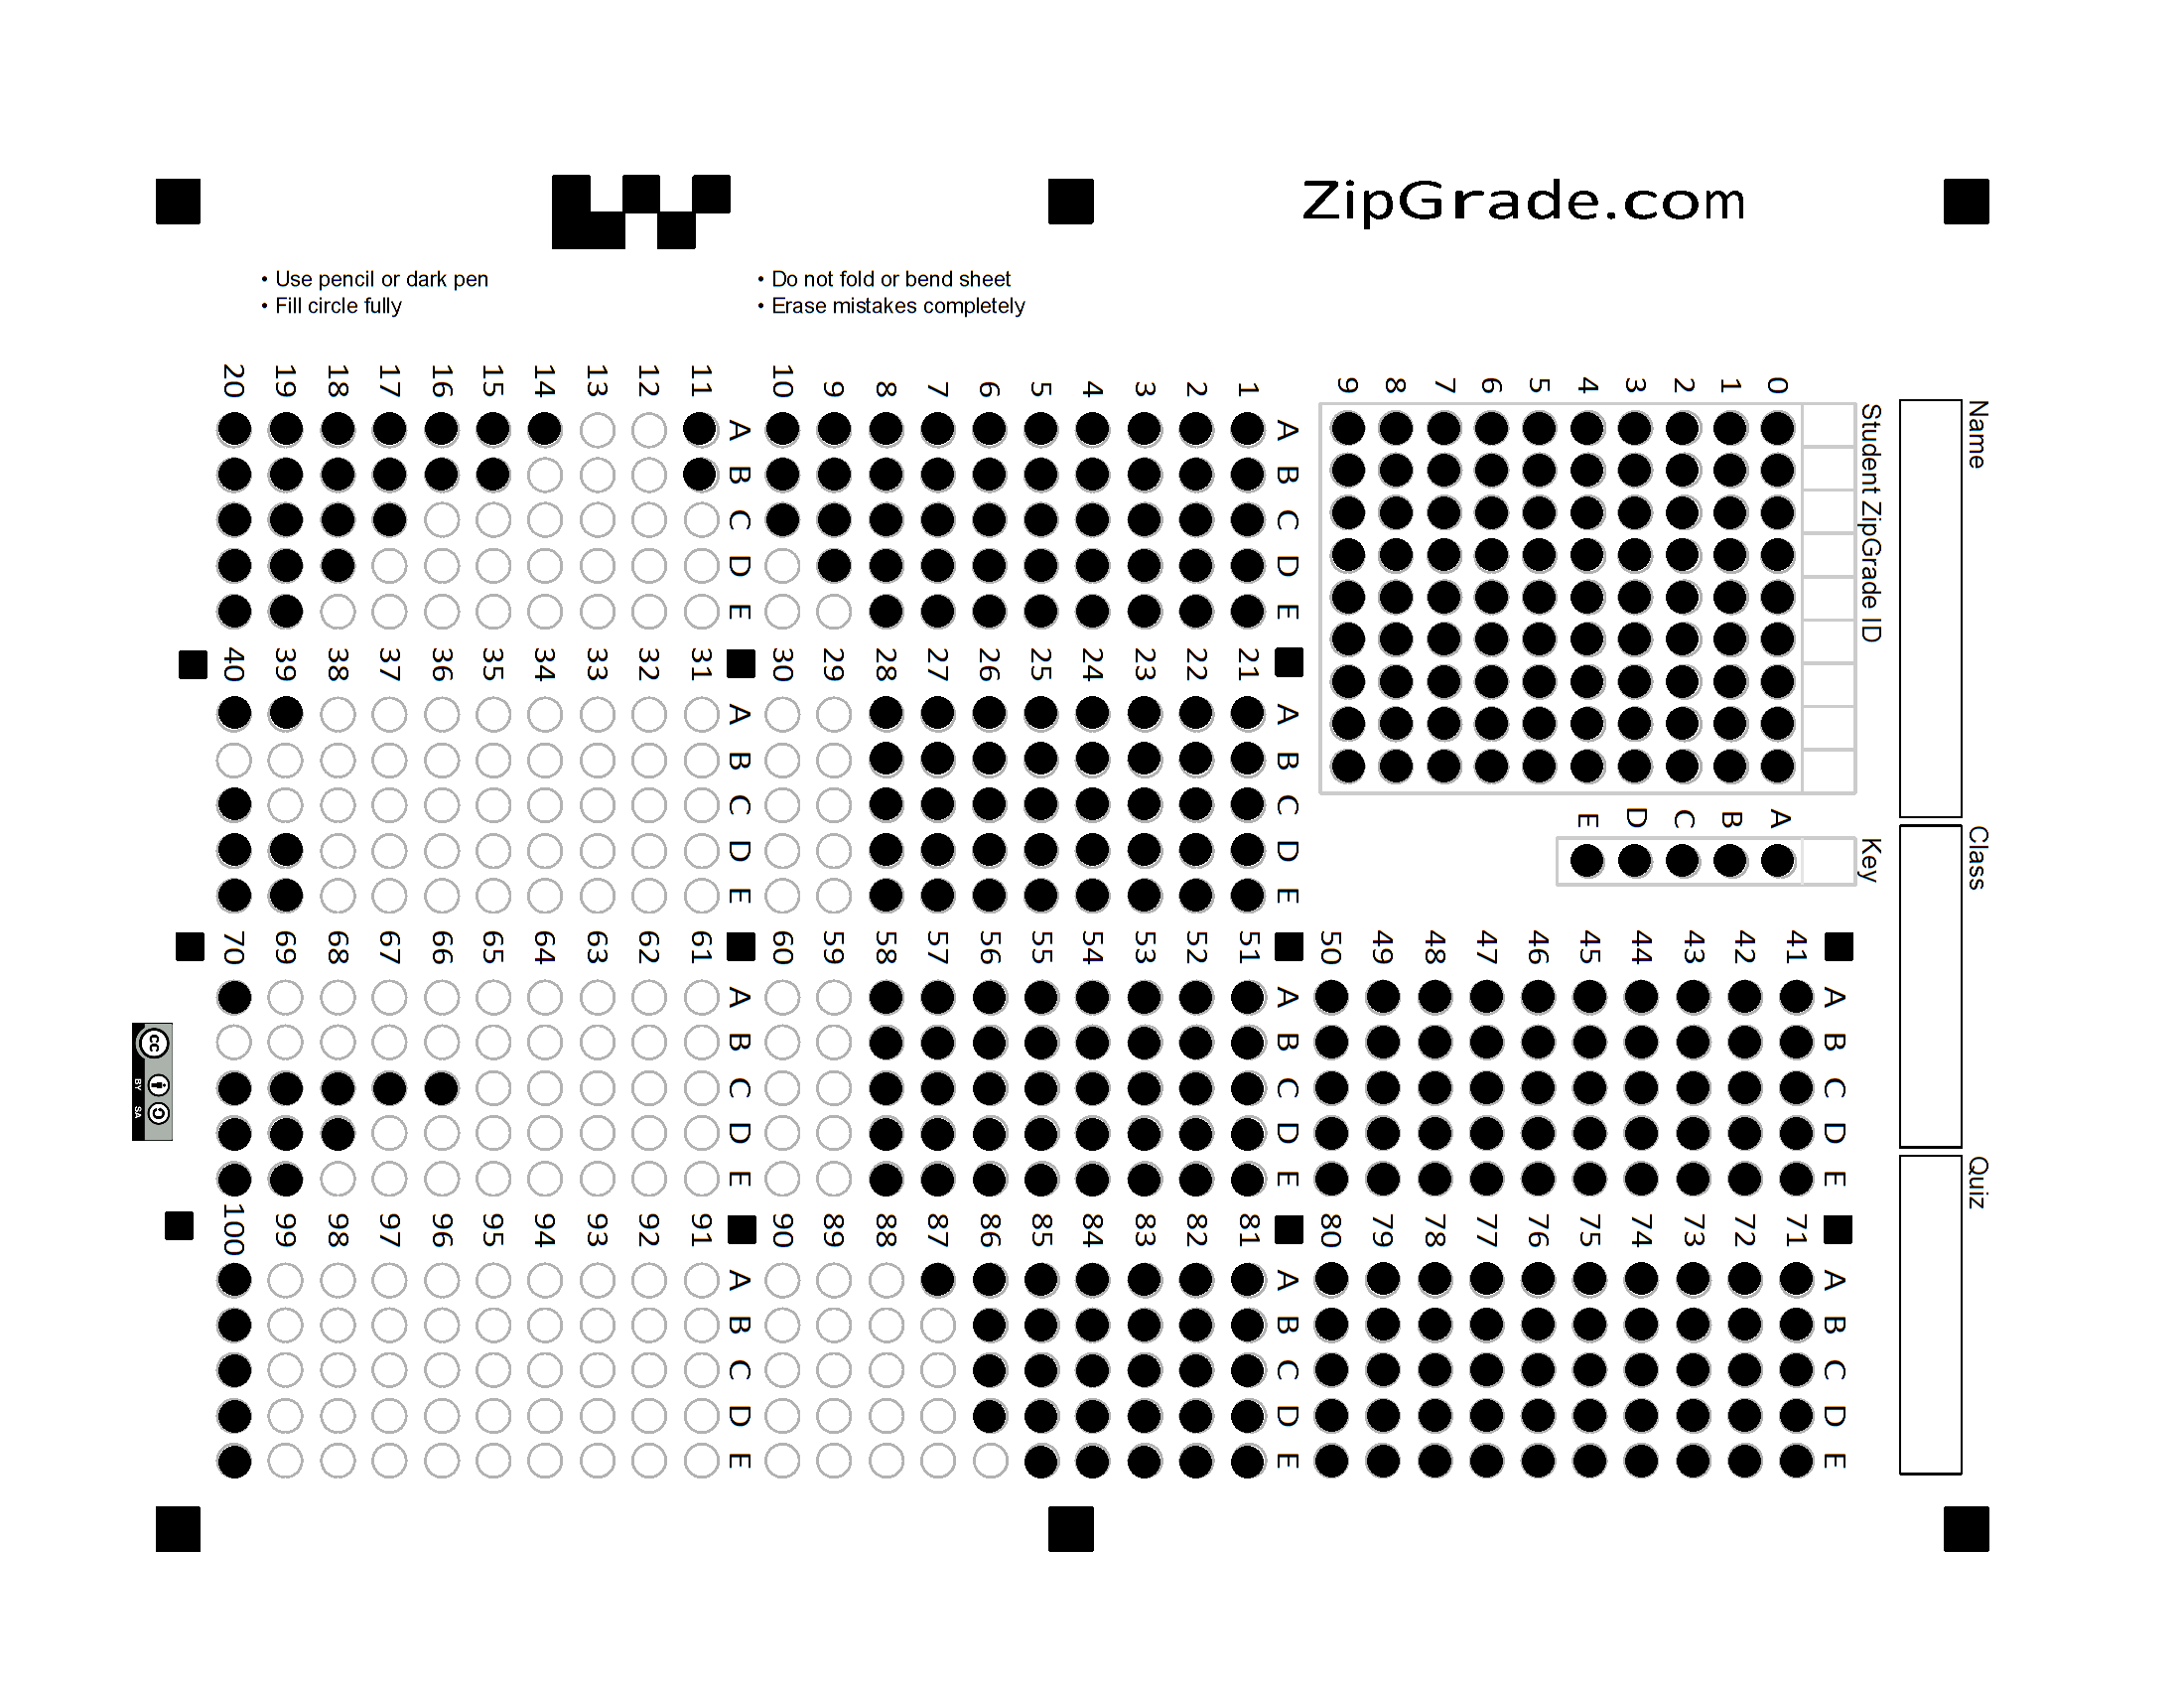 ZipGrade.com
• Use pencil or dark pen
• Fill circle fully
• Do not fold or bend sheet
• Erase mistakes completely
Name
Class
Quiz
Student ZipGrade ID
0 1 2 3 4 5 6 7 8 9
Key
A B C D E
A B C D E
1 2 3 4 5 6 7 8 9 10
A B C D E
11 12 13 14 15 16 17 18 19 20
A B C D E
21 22 23 24 25 26 27 28 29 30
A B C D E
31 32 33 34 35 36 37 38 39 40
A B C D E
41 42 43 44 45 46 47 48 49 50
A B C D E
51 52 53 54 55 56 57 58 59 60
A B C D E
61 62 63 64 65 66 67 68 69 70
A B C D E
71 72 73 74 75 76 77 78 79 80
A B C D E
81 82 83 84 85 86 87 88 89 90
A B C D E
91 92 93 94 95 96 97 98 99 100
cc
BY SA